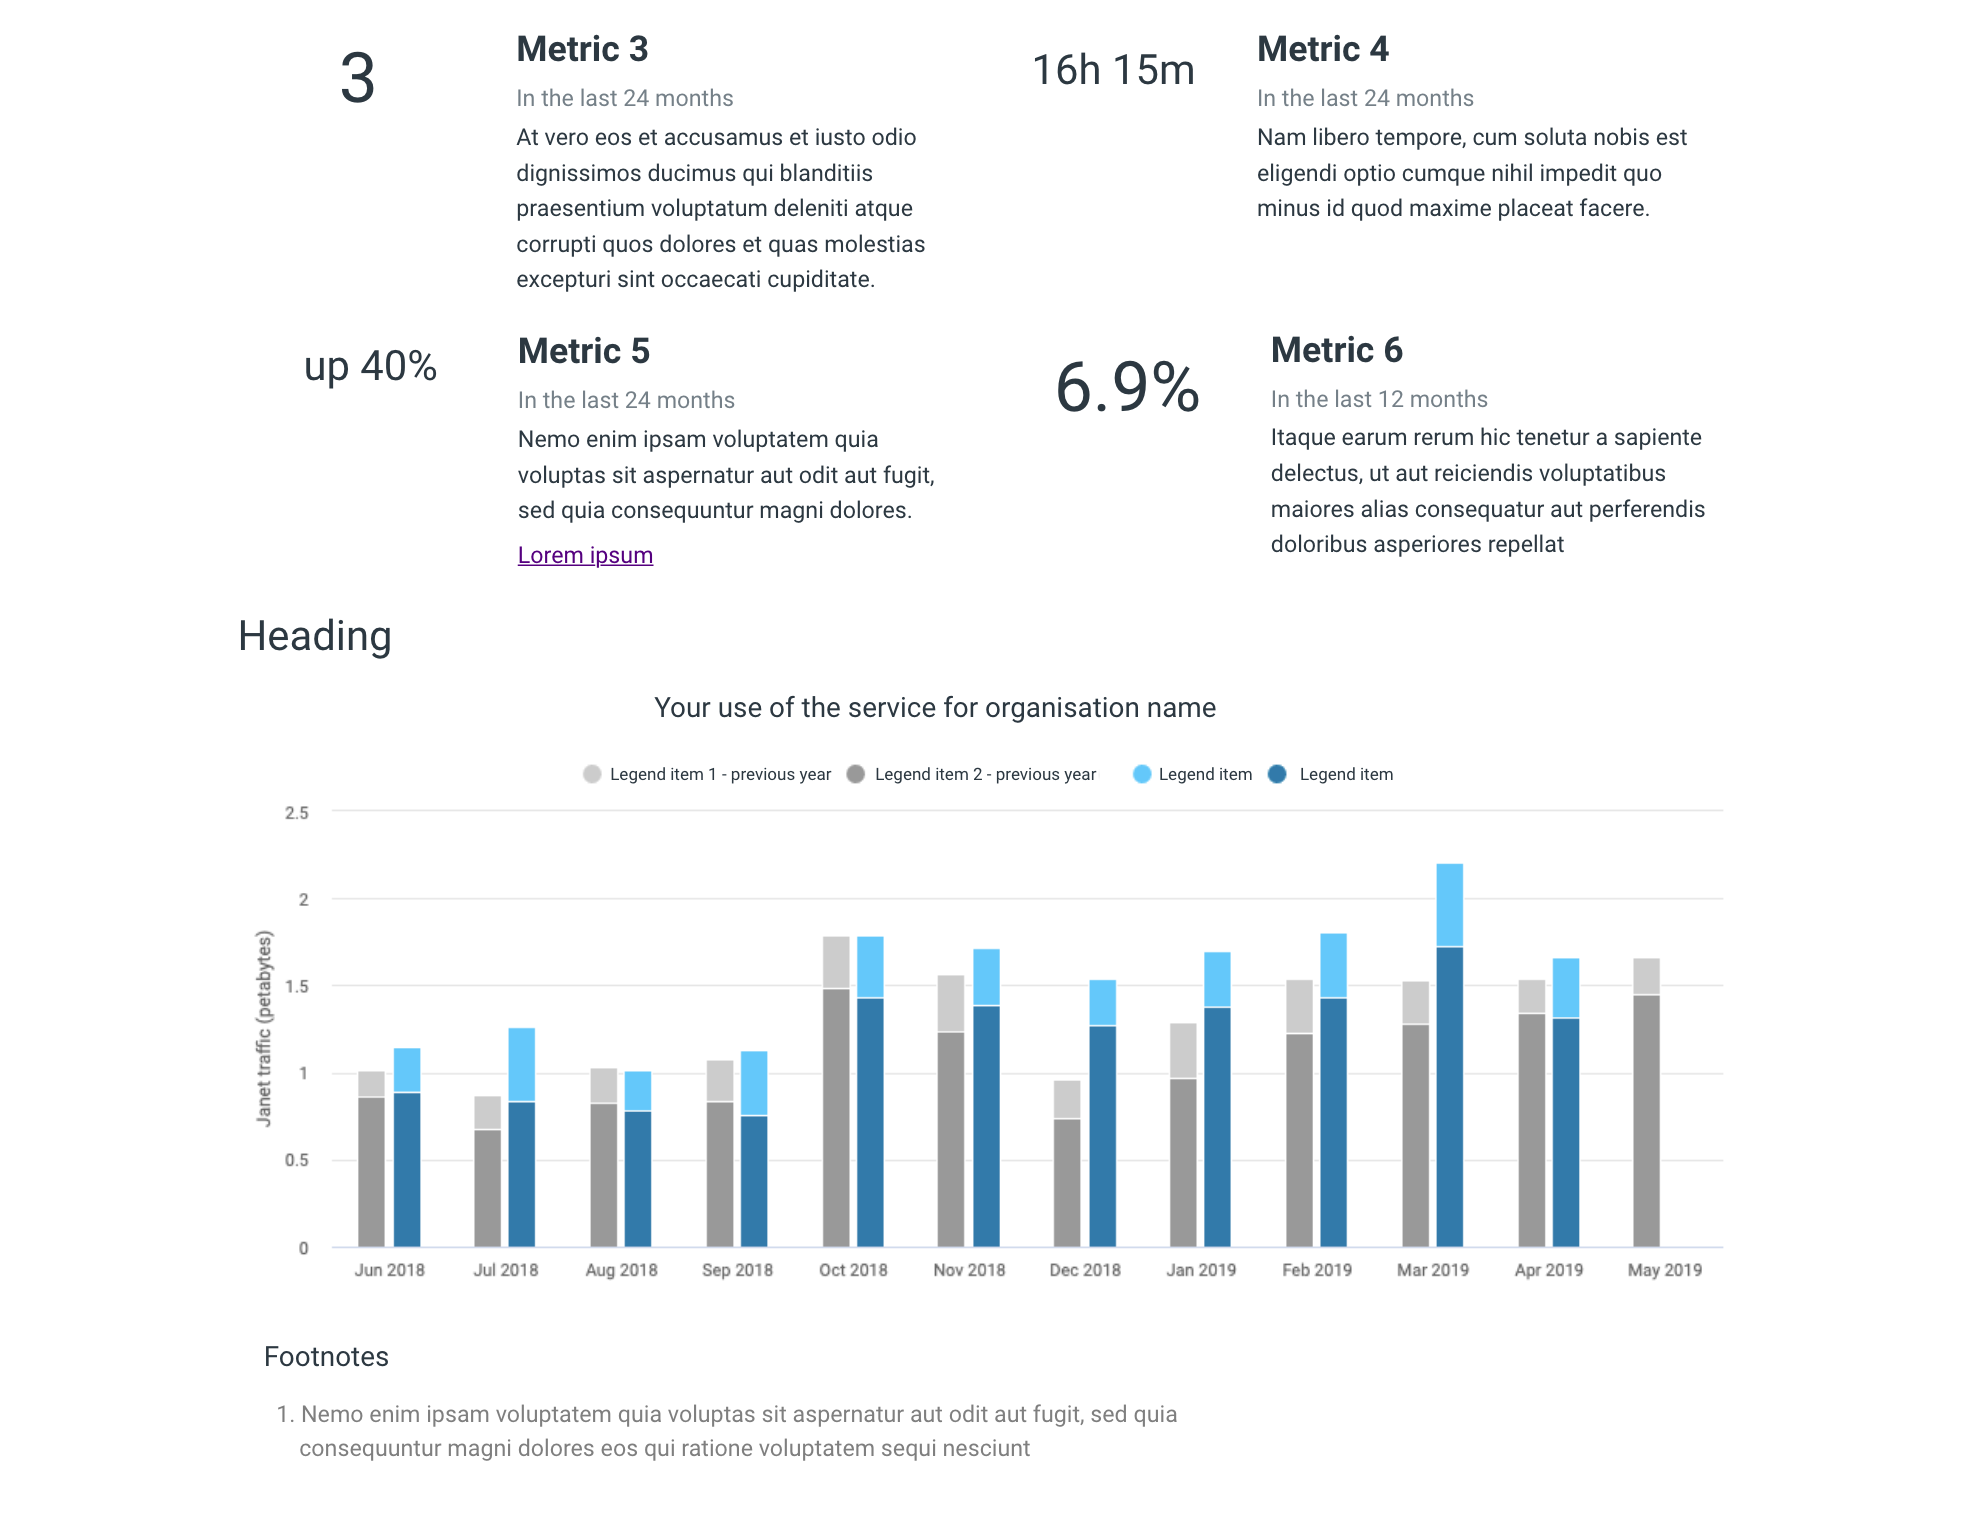 3
Metric 3
In the last 24 months
At vero eos et accusamus et iusto odio
dignissimos ducimus qui blanditiis
praesentium voluptatum deleniti atque
corrupti quos dolores et quas molestias
excepturi sint occaecati cupiditate.
16h 15m
Metric 4
In the last 24 months
Nam libero tempore, cum soluta nobis est
eligendi optio cumque nihil impedit quo
minus id quod maxime placeat facere.
up 40%
Metric 5
In the last 24 months
Nemo enim ipsam voluptatem quia
voluptas sit aspernatur aut odit aut fugit,
sed quia consequuntur magni dolores.
Lorem ipsum
6.9%
Metric 6
In the last 12 months
Itaque earum rerum hic tenetur a sapiente
delectus, ut aut reiciendis voluptatibus
maiores alias consequatur aut perferendis
doloribus asperiores repellat
Heading
Your use of the service for organisation name
Legend item 1 - previous year Legend item 2 - previous year Legend item Legend item
Janet traffic (petabytes)
2.5
2
1.5
1
0.5
0
Jun 2018 Jul 2018 Aug 2018 Sep 2018 Oct 2018 Nov 2018 Dec 2018 Jan 2019 Feb 2019 Mar 2019 Apr 2019 May 2019
Footnotes
1. Nemo enim ipsam voluptatem quia voluptas sit aspernatur aut odit aut fugit, sed quia
consequuntur magni dolores eos qui ratione voluptatem sequi nesciunt